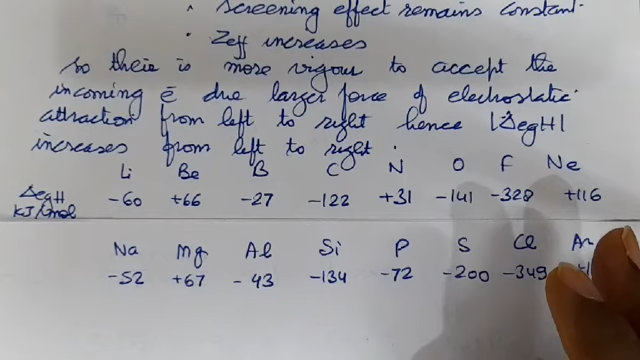 · Screening effect remains constant.
· Zeff increases
so their is more vigour to accept the
incoming ē due larger force of electrostatic
attraction from left to right hence |ΔegH|
increases from left to right.
Li Be B C N O F Ne
ΔegH -60 +66 -27 -122 +31 -141 -328 +116
KJ/mol
Na Mg Al Si P S Cl Ar
-52 +67 -43 -134 -72 -200 -349